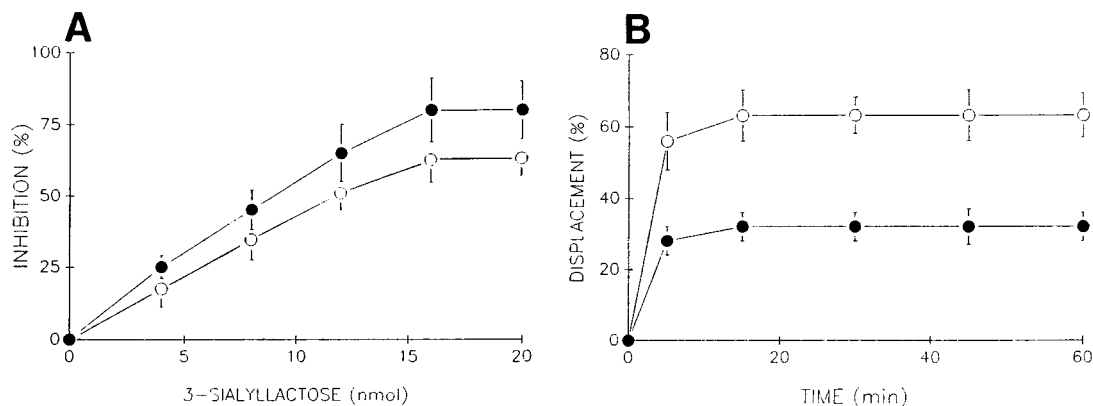 A
100
75
50
25
0
INHIBITION (%)
0 5 10 15 20
3-SIALYLLACTOSE (nmol)
B
80
60
40
20
0
DISPLACEMENT (%)
0 20 40 60
TIME (min)